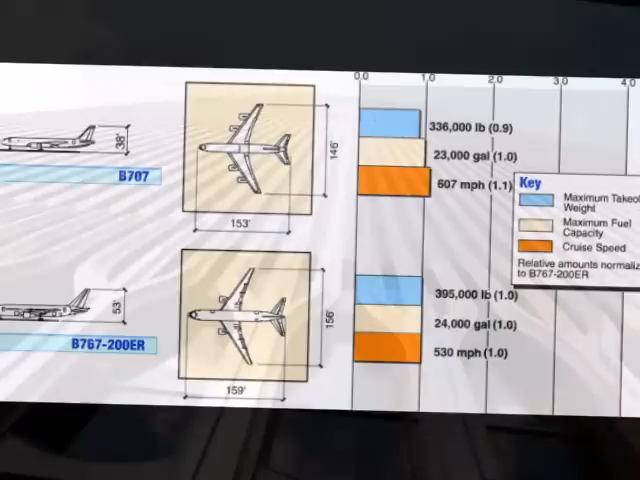 0.0 1.0 2.0 3.0 4.0
38'
B707
146'
153'
336,000 lb (0.9)
23,000 gal (1.0)
607 mph (1.1)
Key
Maximum Takeo
Weight
Maximum Fuel
Capacity
Cruise Speed
Relative amounts normaliz
to B767-200ER
53'
B767-200ER
156'
159'
395,000 lb (1.0)
24,000 gal (1.0)
530 mph (1.0)